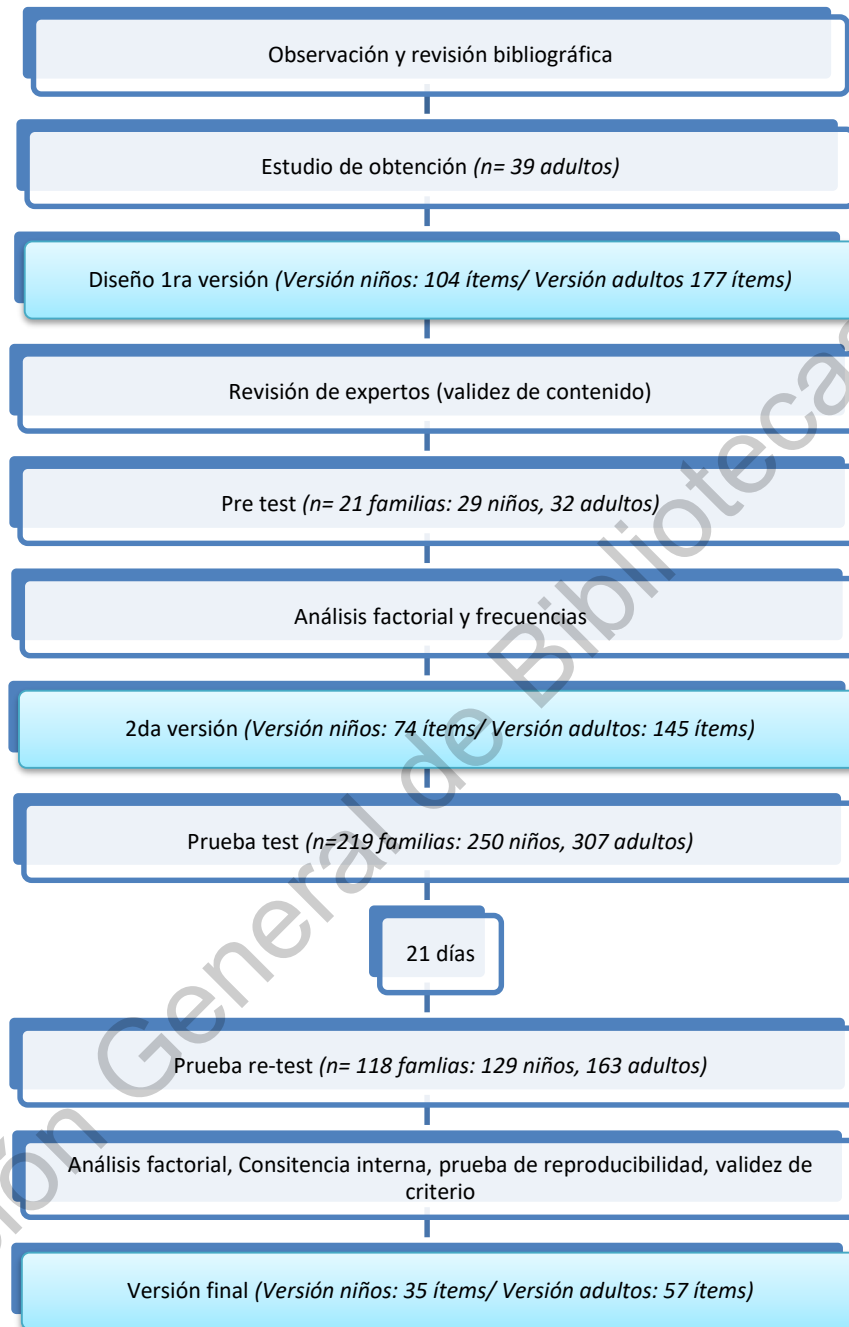 Observación y revisión bibliográfica
Estudio de obtención (n= 39 adultos)
Diseño 1ra versión (Versión niños: 104 ítems/ Versión adultos 177 ítems)
Revisión de expertos (validez de contenido)
Pre test (n= 21 familias: 29 niños, 32 adultos)
Análisis factorial y frecuencias
2da versión (Versión niños: 74 ítems/ Versión adultos: 145 ítems)
Prueba test (n=219 familias: 250 niños, 307 adultos)
21 días
Prueba re-test (n= 118 famlias: 129 niños, 163 adultos)
Análisis factorial, Consitencia interna, prueba de reproducibilidad, validez de
criterio
Versión final (Versión niños: 35 ítems/ Versión adultos: 57 ítems)
General de Bibliotecas